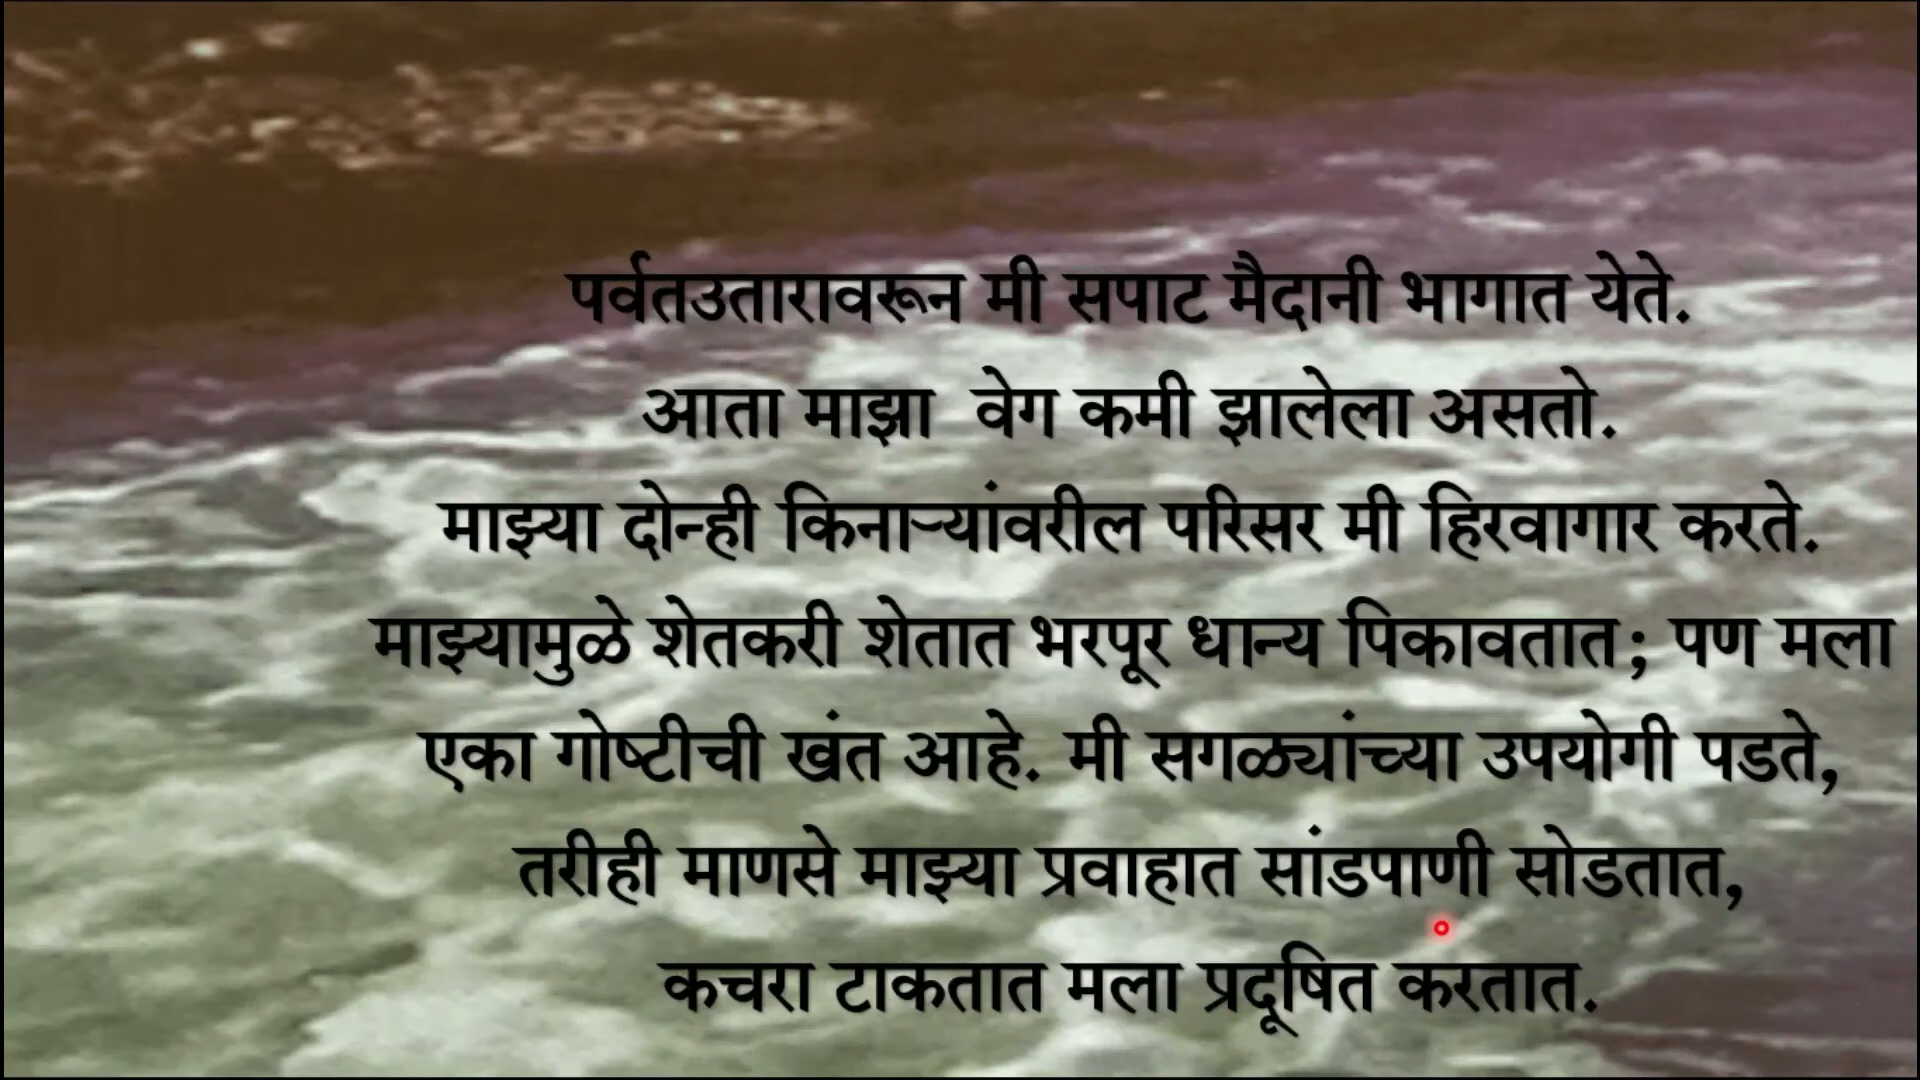 पर्वतउतारावरून मी सपाट मैदानी भागात येते.
आता माझा वेग कमी झालेला असतो.
माझ्या दोन्ही किनाऱ्यांवरील परिसर मी हिरवागार करते.
माझ्यामुळे शेतकरी शेतात भरपूर धान्य पिकावतात; पण मला
एका गोष्टीची खंत आहे. मी सगळ्यांच्या उपयोगी पडते,
तरीही माणसे माझ्या प्रवाहात सांडपाणी सोडतात,
कचरा टाकतात मला प्रदूषित करतात.